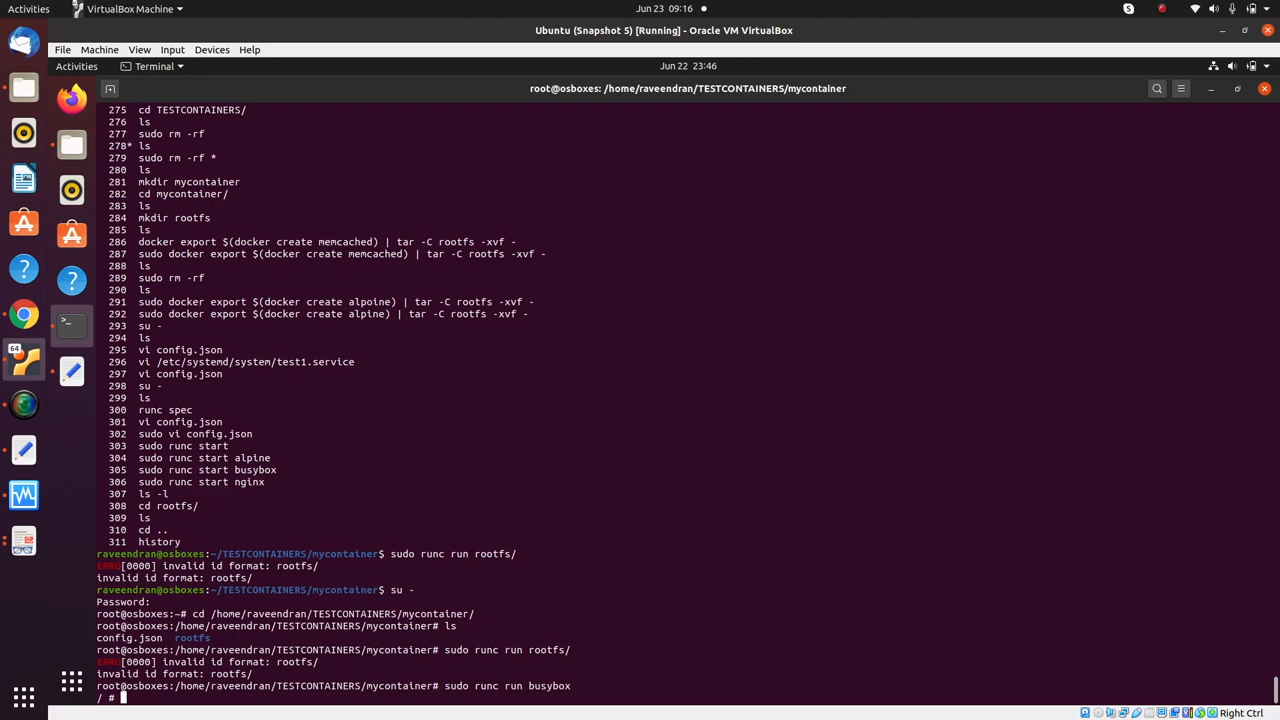 Activities VirtualBox Machine Jun 23 09:16
Ubuntu (Snapshot 5) [Running] - Oracle VM VirtualBox
File Machine View Input Devices Help
Activities Terminal Jun 22 23:46
root@osboxes: /home/raveendran/TESTCONTAINERS/mycontainer
275 cd TESTCONTAINERS/
276 ls
277 sudo rm -rf
278* ls
279 sudo rm -rf *
280 ls
281 mkdir mycontainer
282 cd mycontainer/
283 ls
284 mkdir rootfs
285 ls
286 docker export $(docker create memcached) | tar -C rootfs -xvf -
287 sudo docker export $(docker create memcached) | tar -C rootfs -xvf -
288 ls
289 sudo rm -rf
290 ls
291 sudo docker export $(docker create alpoine) | tar -C rootfs -xvf -
292 sudo docker export $(docker create alpine) | tar -C rootfs -xvf -
293 su -
294 ls
295 vi config.json
296 vi /etc/systemd/system/test1.service
297 vi config.json
298 su -
299 ls
300 runc spec
301 vi config.json
302 sudo vi config.json
303 sudo runc start
304 sudo runc start alpine
305 sudo runc start busybox
306 sudo runc start nginx
307 ls -l
308 cd rootfs/
309 ls
310 cd ..
311 history
raveendran@osboxes:~/TESTCONTAINERS/mycontainer$ sudo runc run rootfs/
ERRO[0000] invalid id format: rootfs/
invalid id format: rootfs/
raveendran@osboxes:~/TESTCONTAINERS/mycontainer$ su -
Password:
root@osboxes:~# cd /home/raveendran/TESTCONTAINERS/mycontainer/
root@osboxes:/home/raveendran/TESTCONTAINERS/mycontainer# ls
config.json rootfs
root@osboxes:/home/raveendran/TESTCONTAINERS/mycontainer# sudo runc run rootfs/
ERRO[0000] invalid id format: rootfs/
invalid id format: rootfs/
root@osboxes:/home/raveendran/TESTCONTAINERS/mycontainer# sudo runc run busybox
/ #
64
Right Ctrl